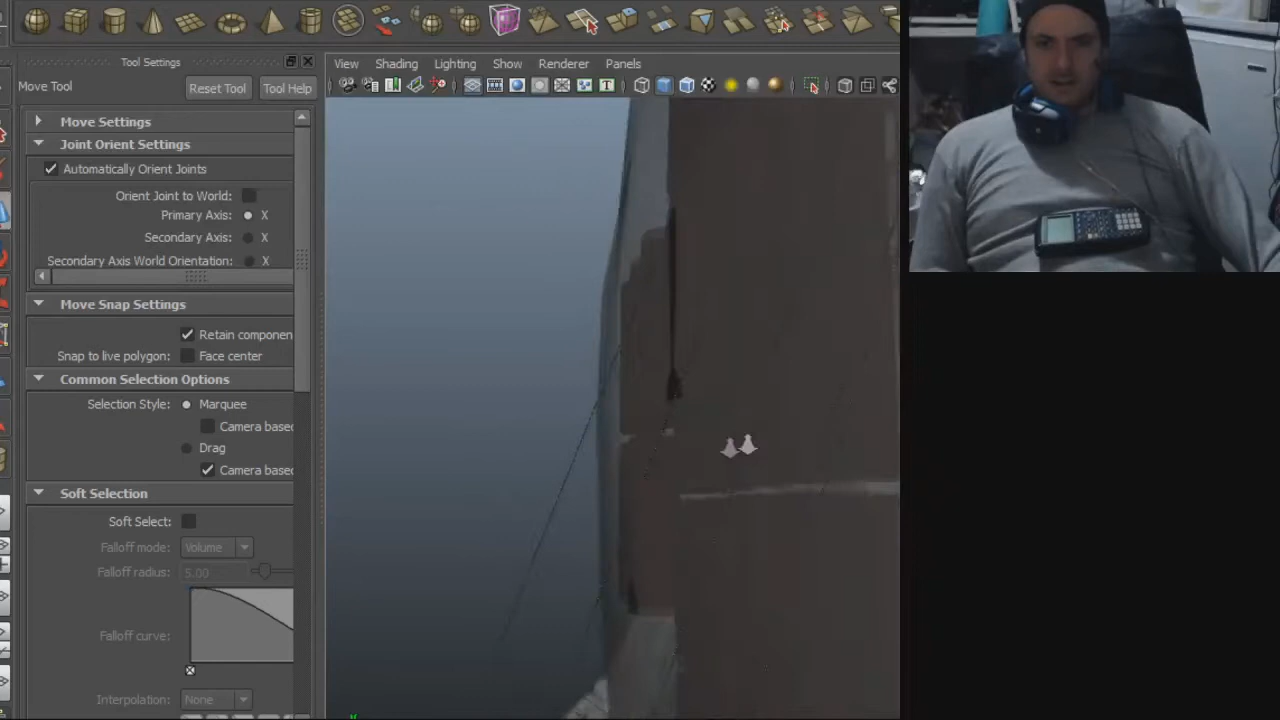 Tool Settings
Move Tool
Reset Tool
Tool Help
Move Settings
Joint Orient Settings
Automatically Orient Joints
Orient Joint to World:
Primary Axis: X
Secondary Axis: X
Secondary Axis World Orientation: X
Move Snap Settings
Retain componen
Snap to live polygon: Face center
Common Selection Options
Selection Style: Marquee
Camera based
Drag
Camera based
Soft Selection
Soft Select:
Falloff mode: Volume
Falloff radius: 5.00
Falloff curve:
Interpolation: None
View Shading Lighting Show Renderer Panels
T